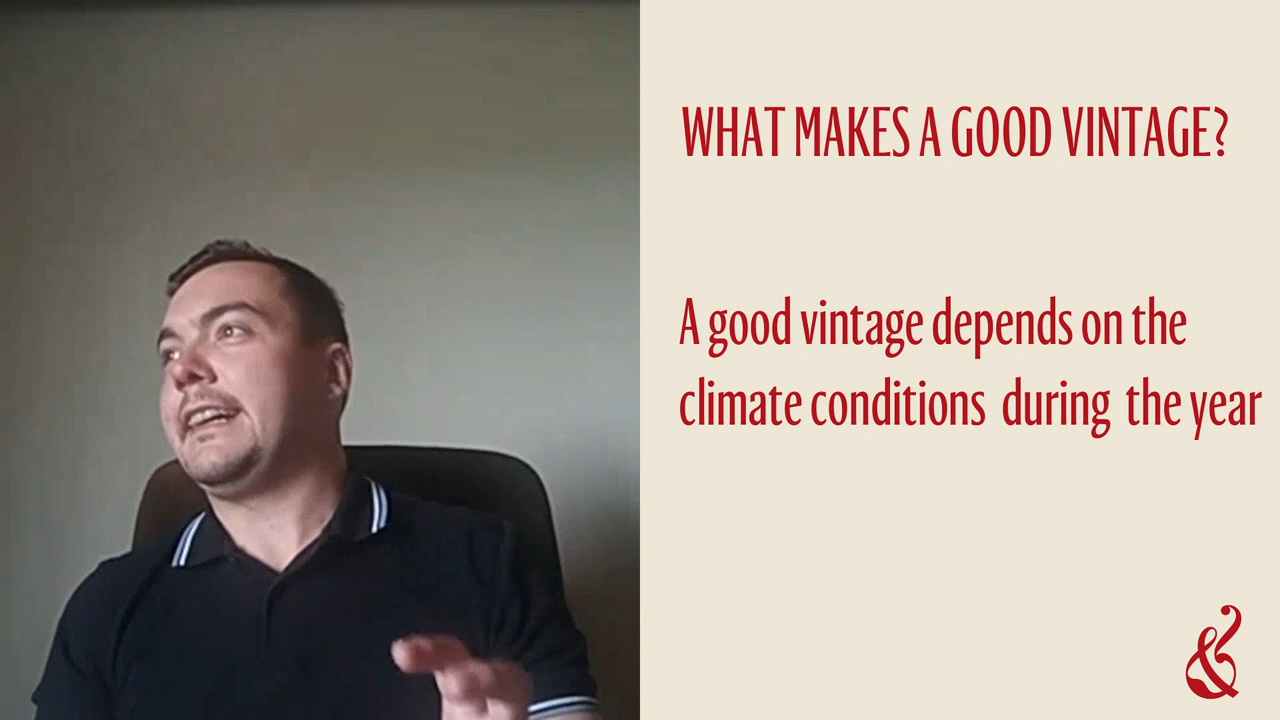 WHAT MAKES A GOOD VINTAGE?
A good vintage depends on the
climate conditions during the year
&